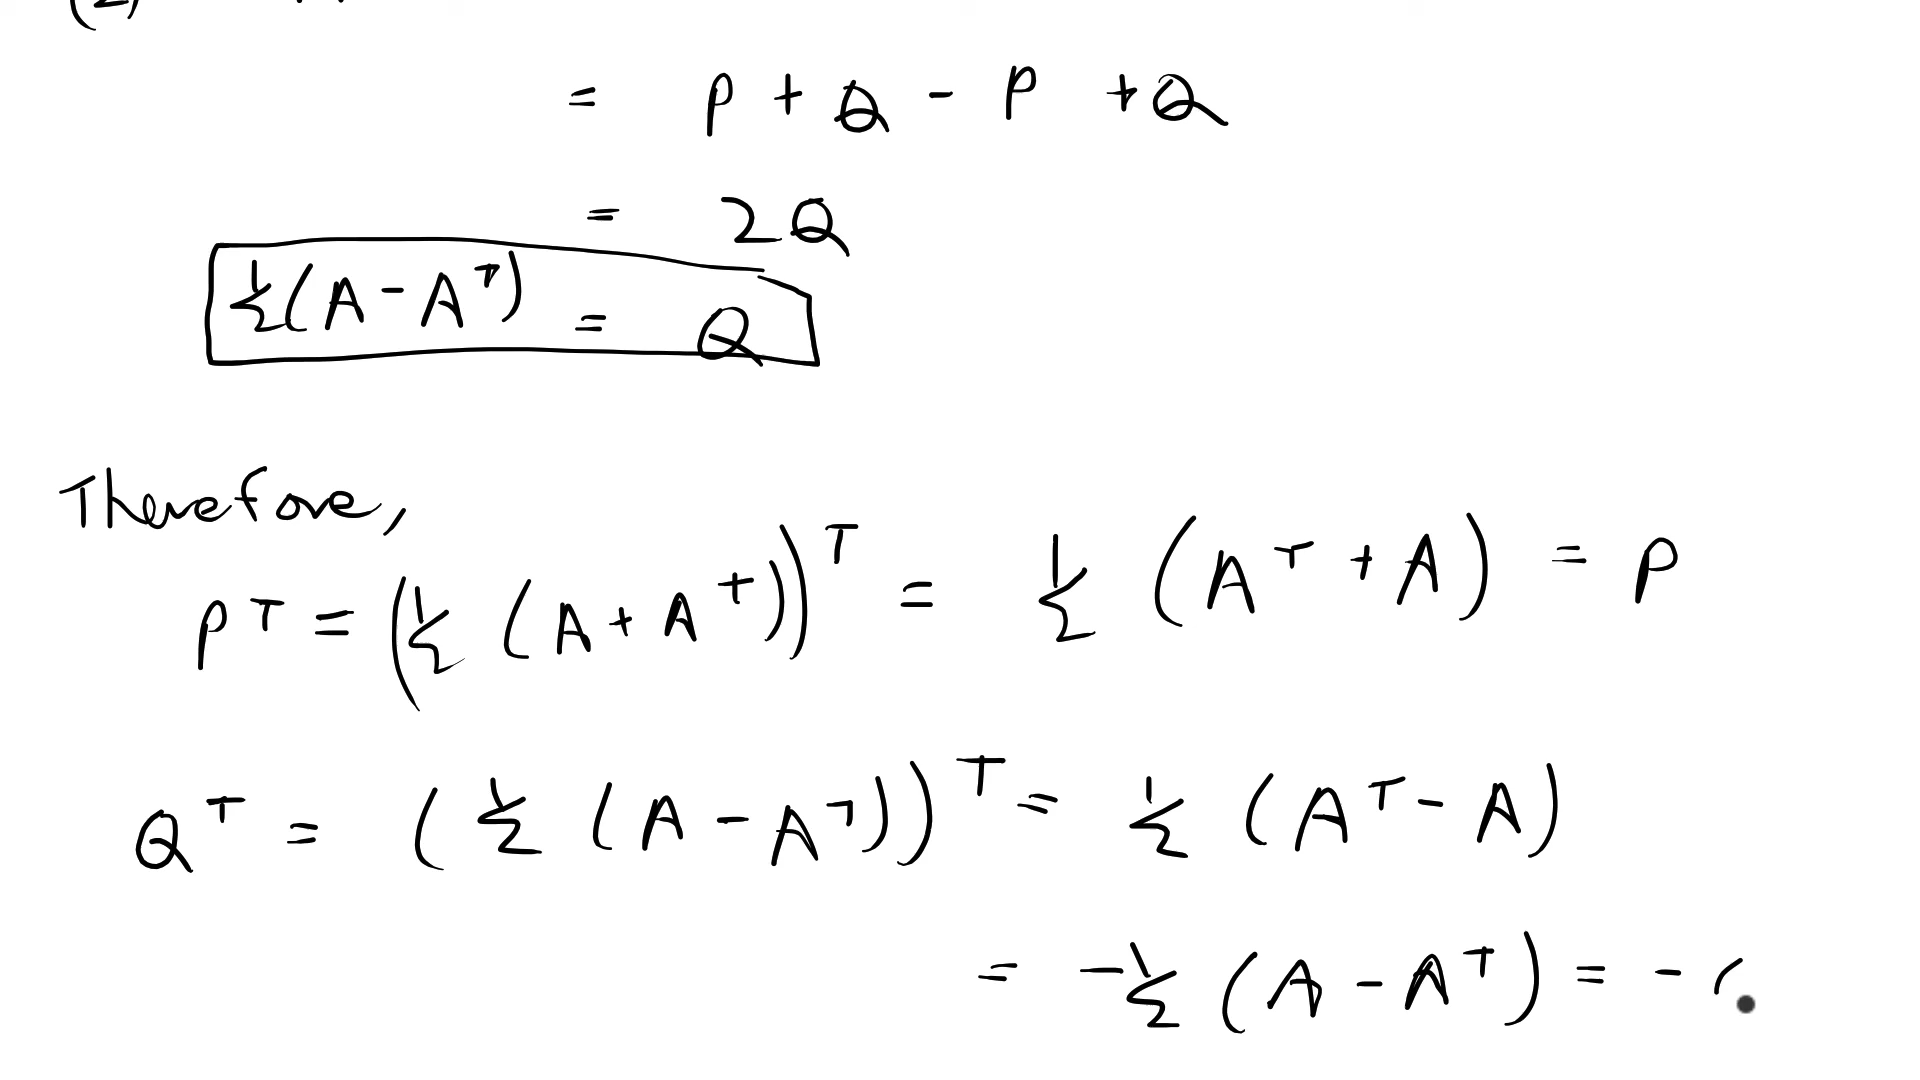 (2)
= P + Q - P + Q
= 2Q
½(A - Aᵀ) = Q
Therefore,
Pᵀ = (½ (A + Aᵀ))ᵀ = ½ (Aᵀ + A) = P
Qᵀ = (½ (A - Aᵀ))ᵀ = ½ (Aᵀ - A)
= -½ (A - Aᵀ) = -